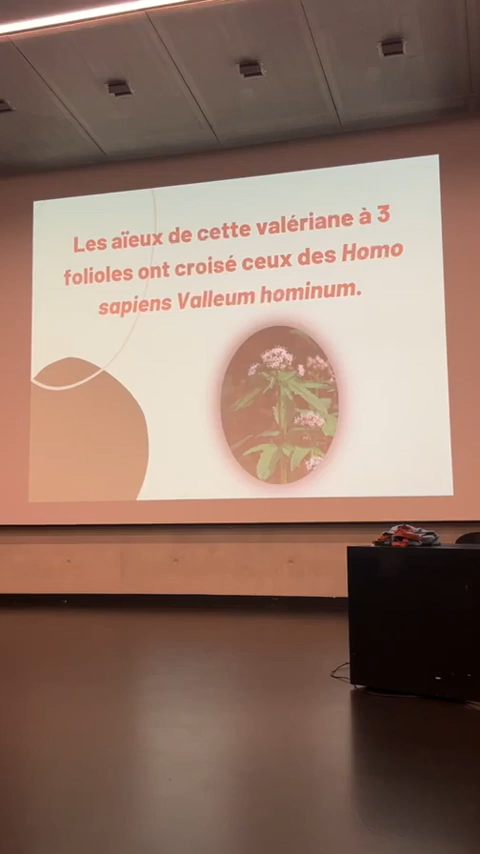 Les aïeux de cette valériane à 3
folioles ont croisé ceux des Homo
sapiens Valleum hominum.